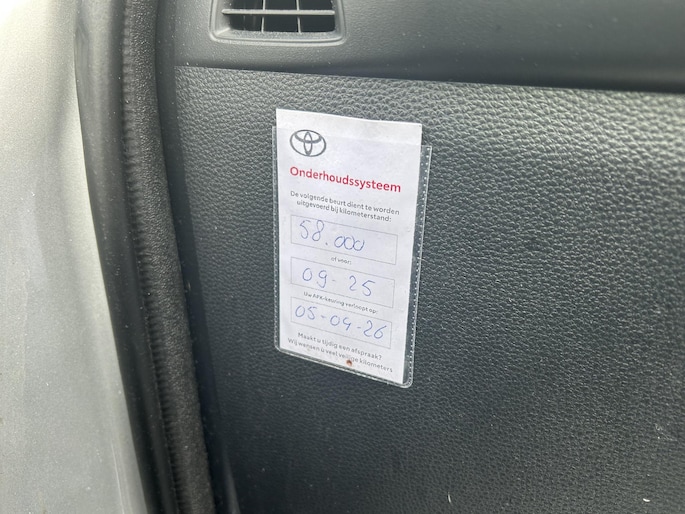 Onderhoudssysteem
De volgende beurt dient te worden
uitgevoerd bij kilometerstand:
58.000
of voor:
09-25
Uw APK-keuring verloopt op:
05-04-26
Maakt u tijdig een afspraak?
Wij wensen u veel veilige kilometers